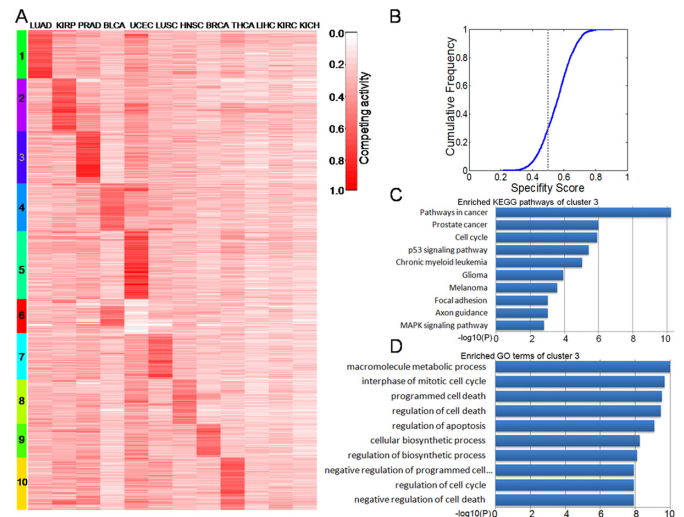 A
LUAD KIRP PRAD BLCA UCEC LUSC HNSC BRCA THCA LIHC KIRC KICH
1
2
3
4
5
6
7
8
9
10
0.0
0.2
0.4
0.6
0.8
1.0
Competing activity
B
1
0.8
0.6
0.4
0.2
0
0 0.2 0.4 0.6 0.8 1
Cumulative Frequency
Specifity Score
C
Enriched KEGG pathways of cluster 3
Pathways in cancer
Prostate cancer
Cell cycle
p53 signaling pathway
Chronic myeloid leukemia
Glioma
Melanoma
Focal adhesion
Axon guidance
MAPK signaling pathway
-log10(P) 0 2 4 6 8 10
D
Enriched GO terms of cluster 3
macromolecule metabolic process
interphase of mitotic cell cycle
programmed cell death
regulation of cell death
regulation of apoptosis
cellular biosynthetic process
regulation of biosynthetic process
negative regulation of programmed cell...
regulation of cell cycle
negative regulation of cell death
-log10(P) 0 2 4 6 8 10